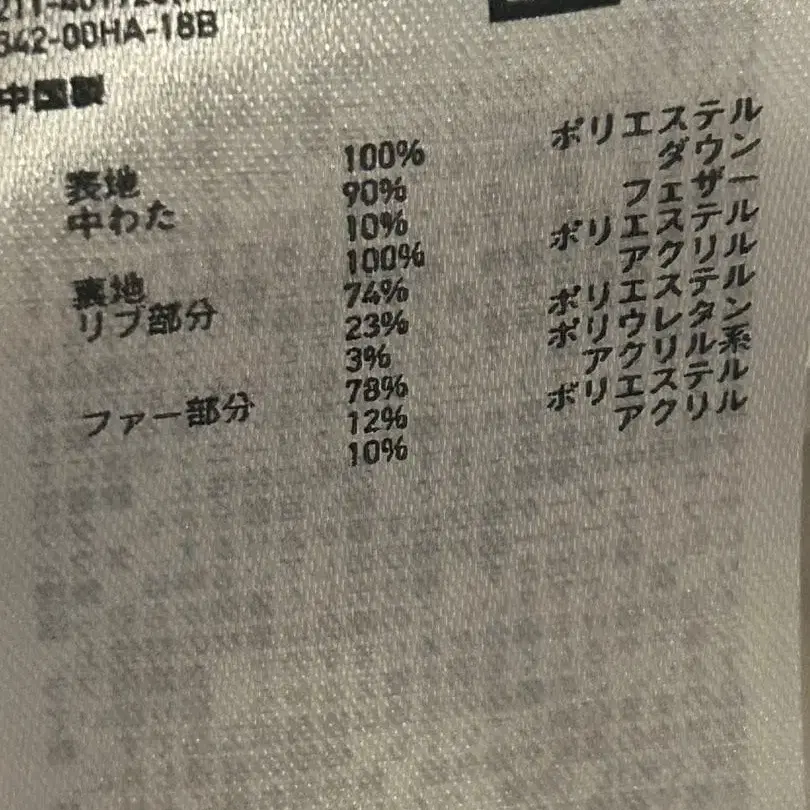 342-00HA-18B
中国製
表地 100% ポリエステル
中わた 90% ダウン
10% フェザー
裏地 100% ポリエステル
リブ部分 74% アクリル
23% ポリエステル
3% ポリウレタン
ファー部分 78% アクリル系
12% ポリエステル
10% アクリル